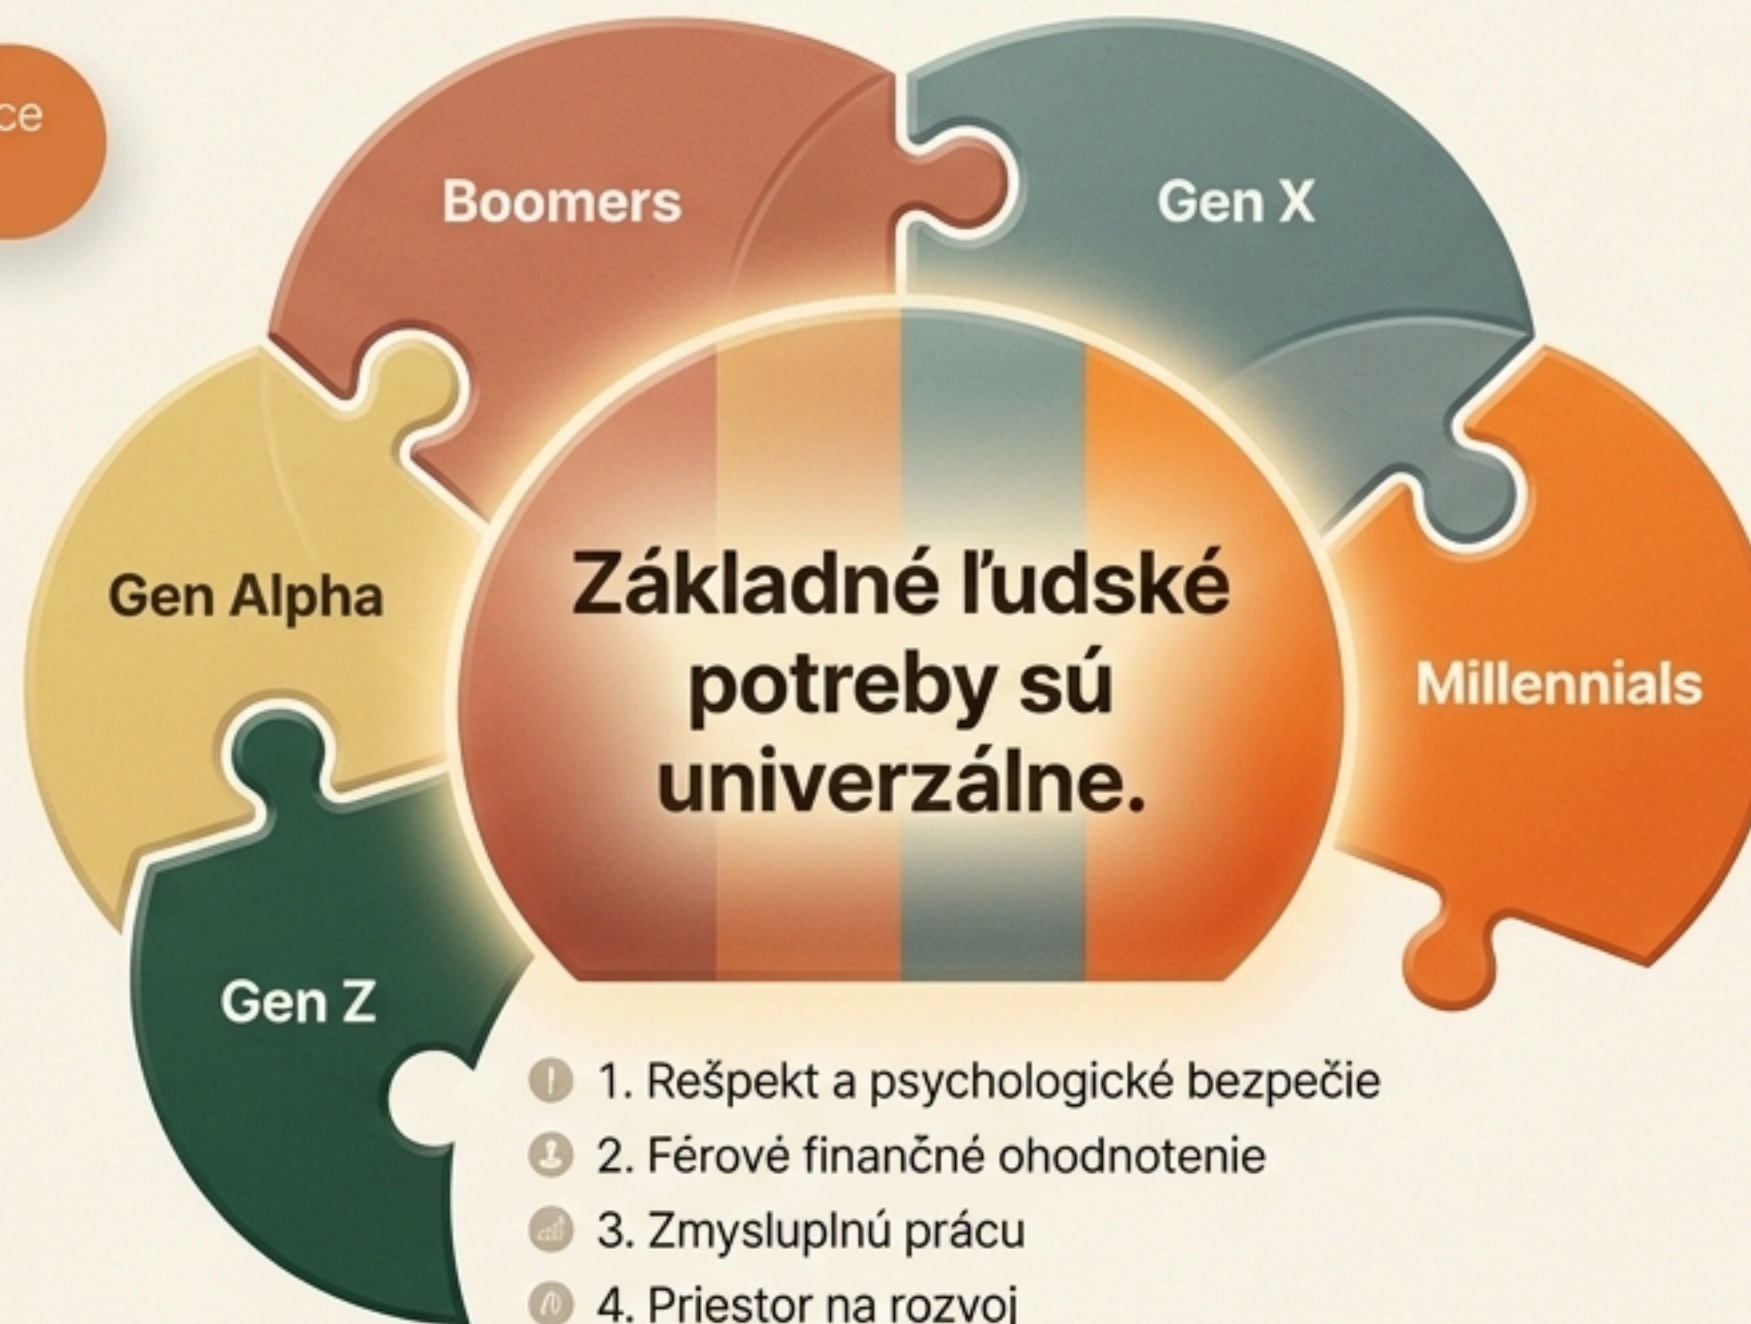 ce
Boomers
Gen X
Gen Alpha
Millennials
Gen Z
Základné ľudské
potreby sú
univerzálne.
1. Rešpekt a psychologické bezpečie
2. Férové finančné ohodnotenie
3. Zmysluplnú prácu
4. Priestor na rozvoj